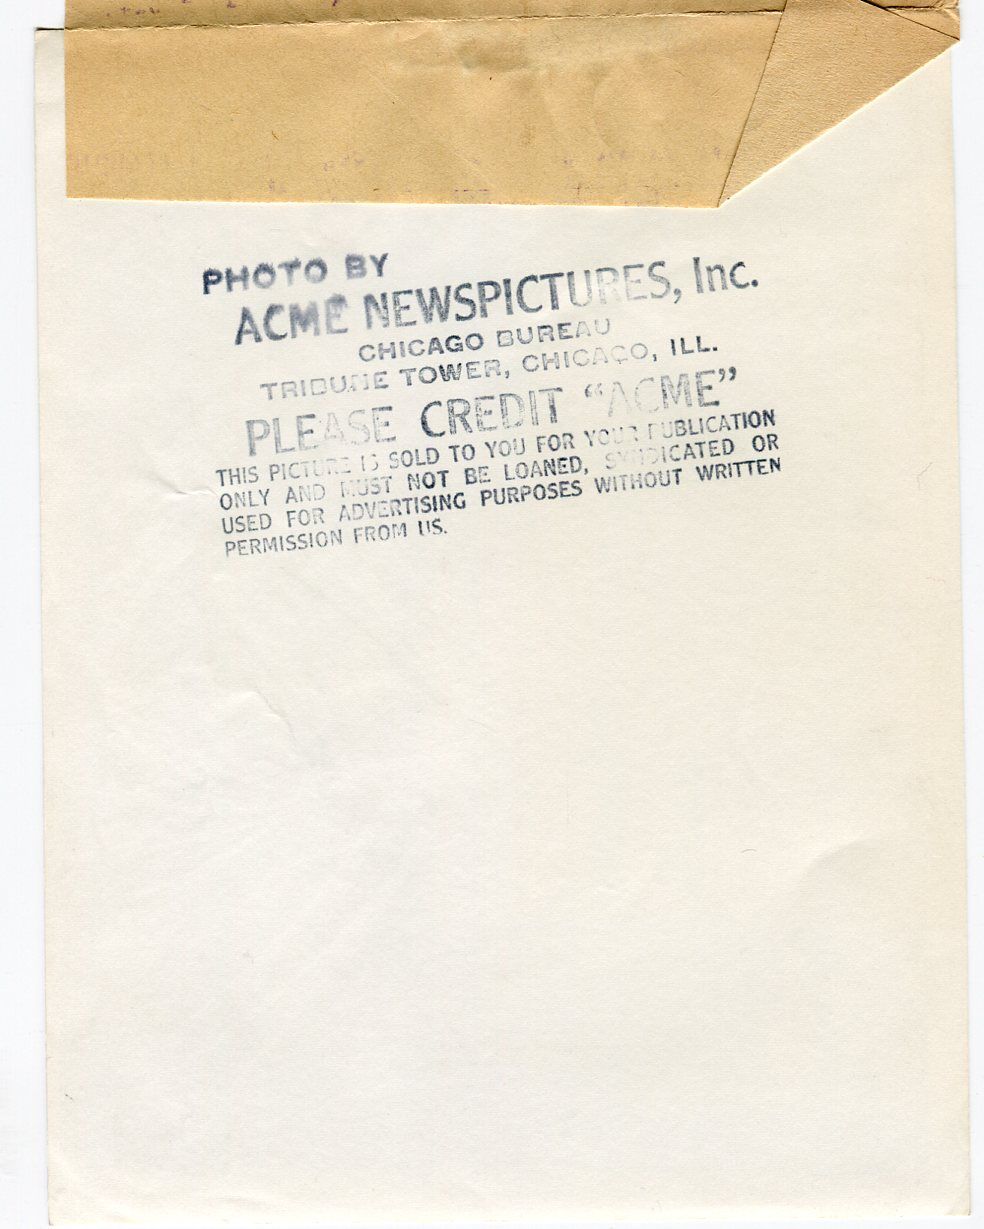 PHOTO BY
ACME NEWSPICTURES, Inc.
CHICAGO BUREAU
TRIBUNE TOWER, CHICAGO, ILL.
PLEASE CREDIT “ACME”
THIS PICTURE IS SOLD TO YOU FOR YOUR PUBLICATION
ONLY AND MUST NOT BE LOANED, SYNDICATED OR
USED FOR ADVERTISING PURPOSES WITHOUT WRITTEN
PERMISSION FROM US.